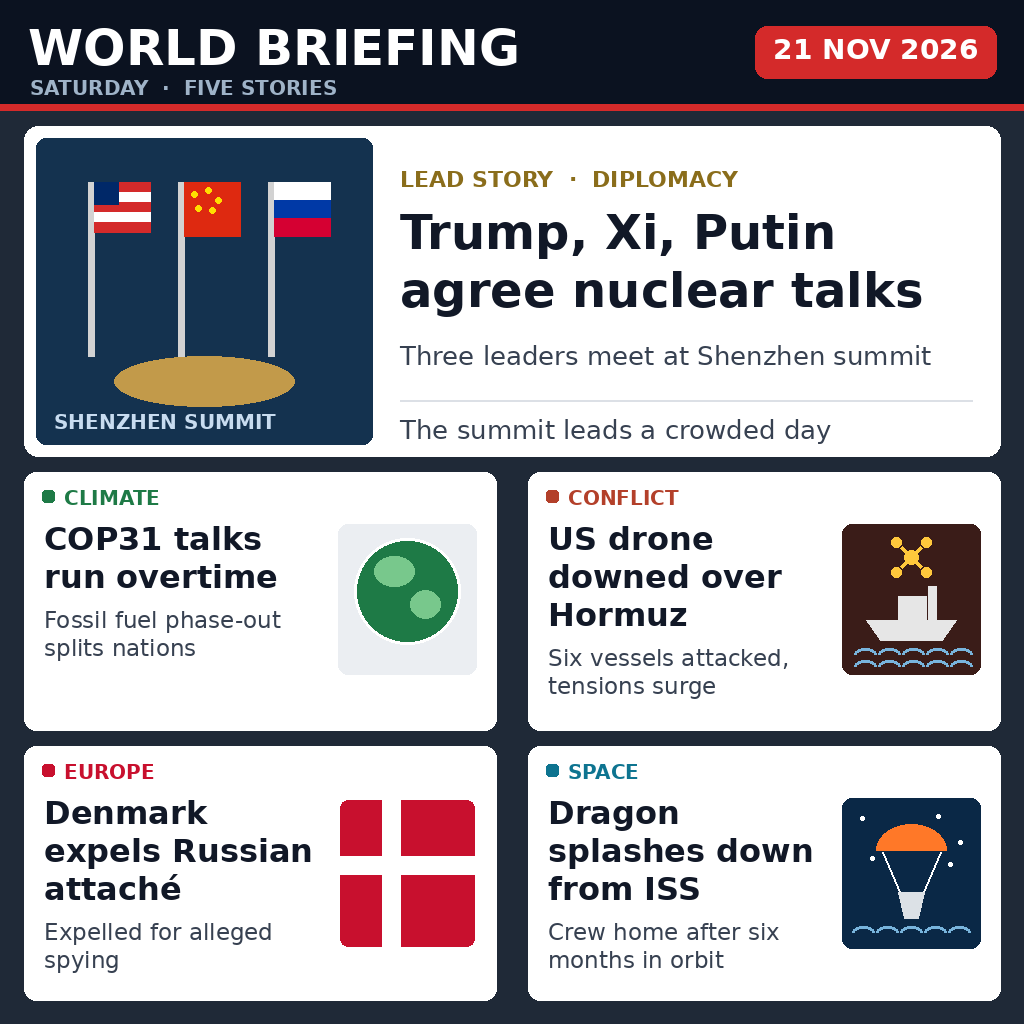 WORLD BRIEFING
21 NOV 2026
SATURDAY · FIVE STORIES
SHENZHEN SUMMIT
LEAD STORY · DIPLOMACY
Trump, Xi, Putin
agree nuclear talks
Three leaders meet at Shenzhen summit
The summit leads a crowded day
CLIMATE
COP31 talks
run overtime
Fossil fuel phase-out
splits nations
CONFLICT
US drone
downed over
Hormuz
Six vessels attacked,
tensions surge
EUROPE
Denmark
expels Russian
attaché
Expelled for alleged
spying
SPACE
Dragon
splashes down
from ISS
Crew home after six
months in orbit